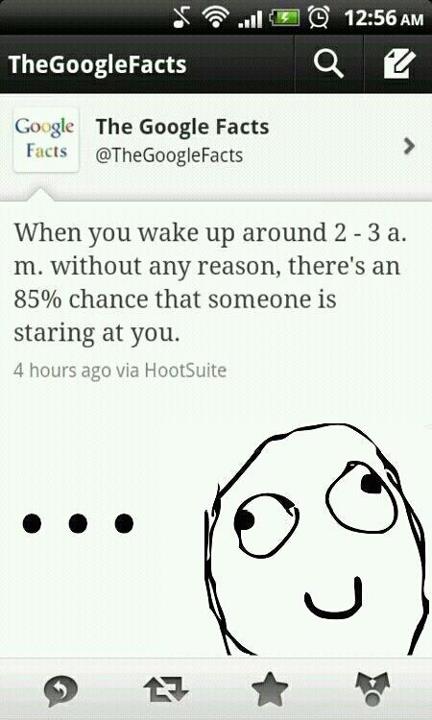 12:56 AM
TheGoogleFacts
Google
Facts
The Google Facts
@TheGoogleFacts
When you wake up around 2 - 3 a.
m. without any reason, there's an
85% chance that someone is
staring at you.
4 hours ago via HootSuite
...